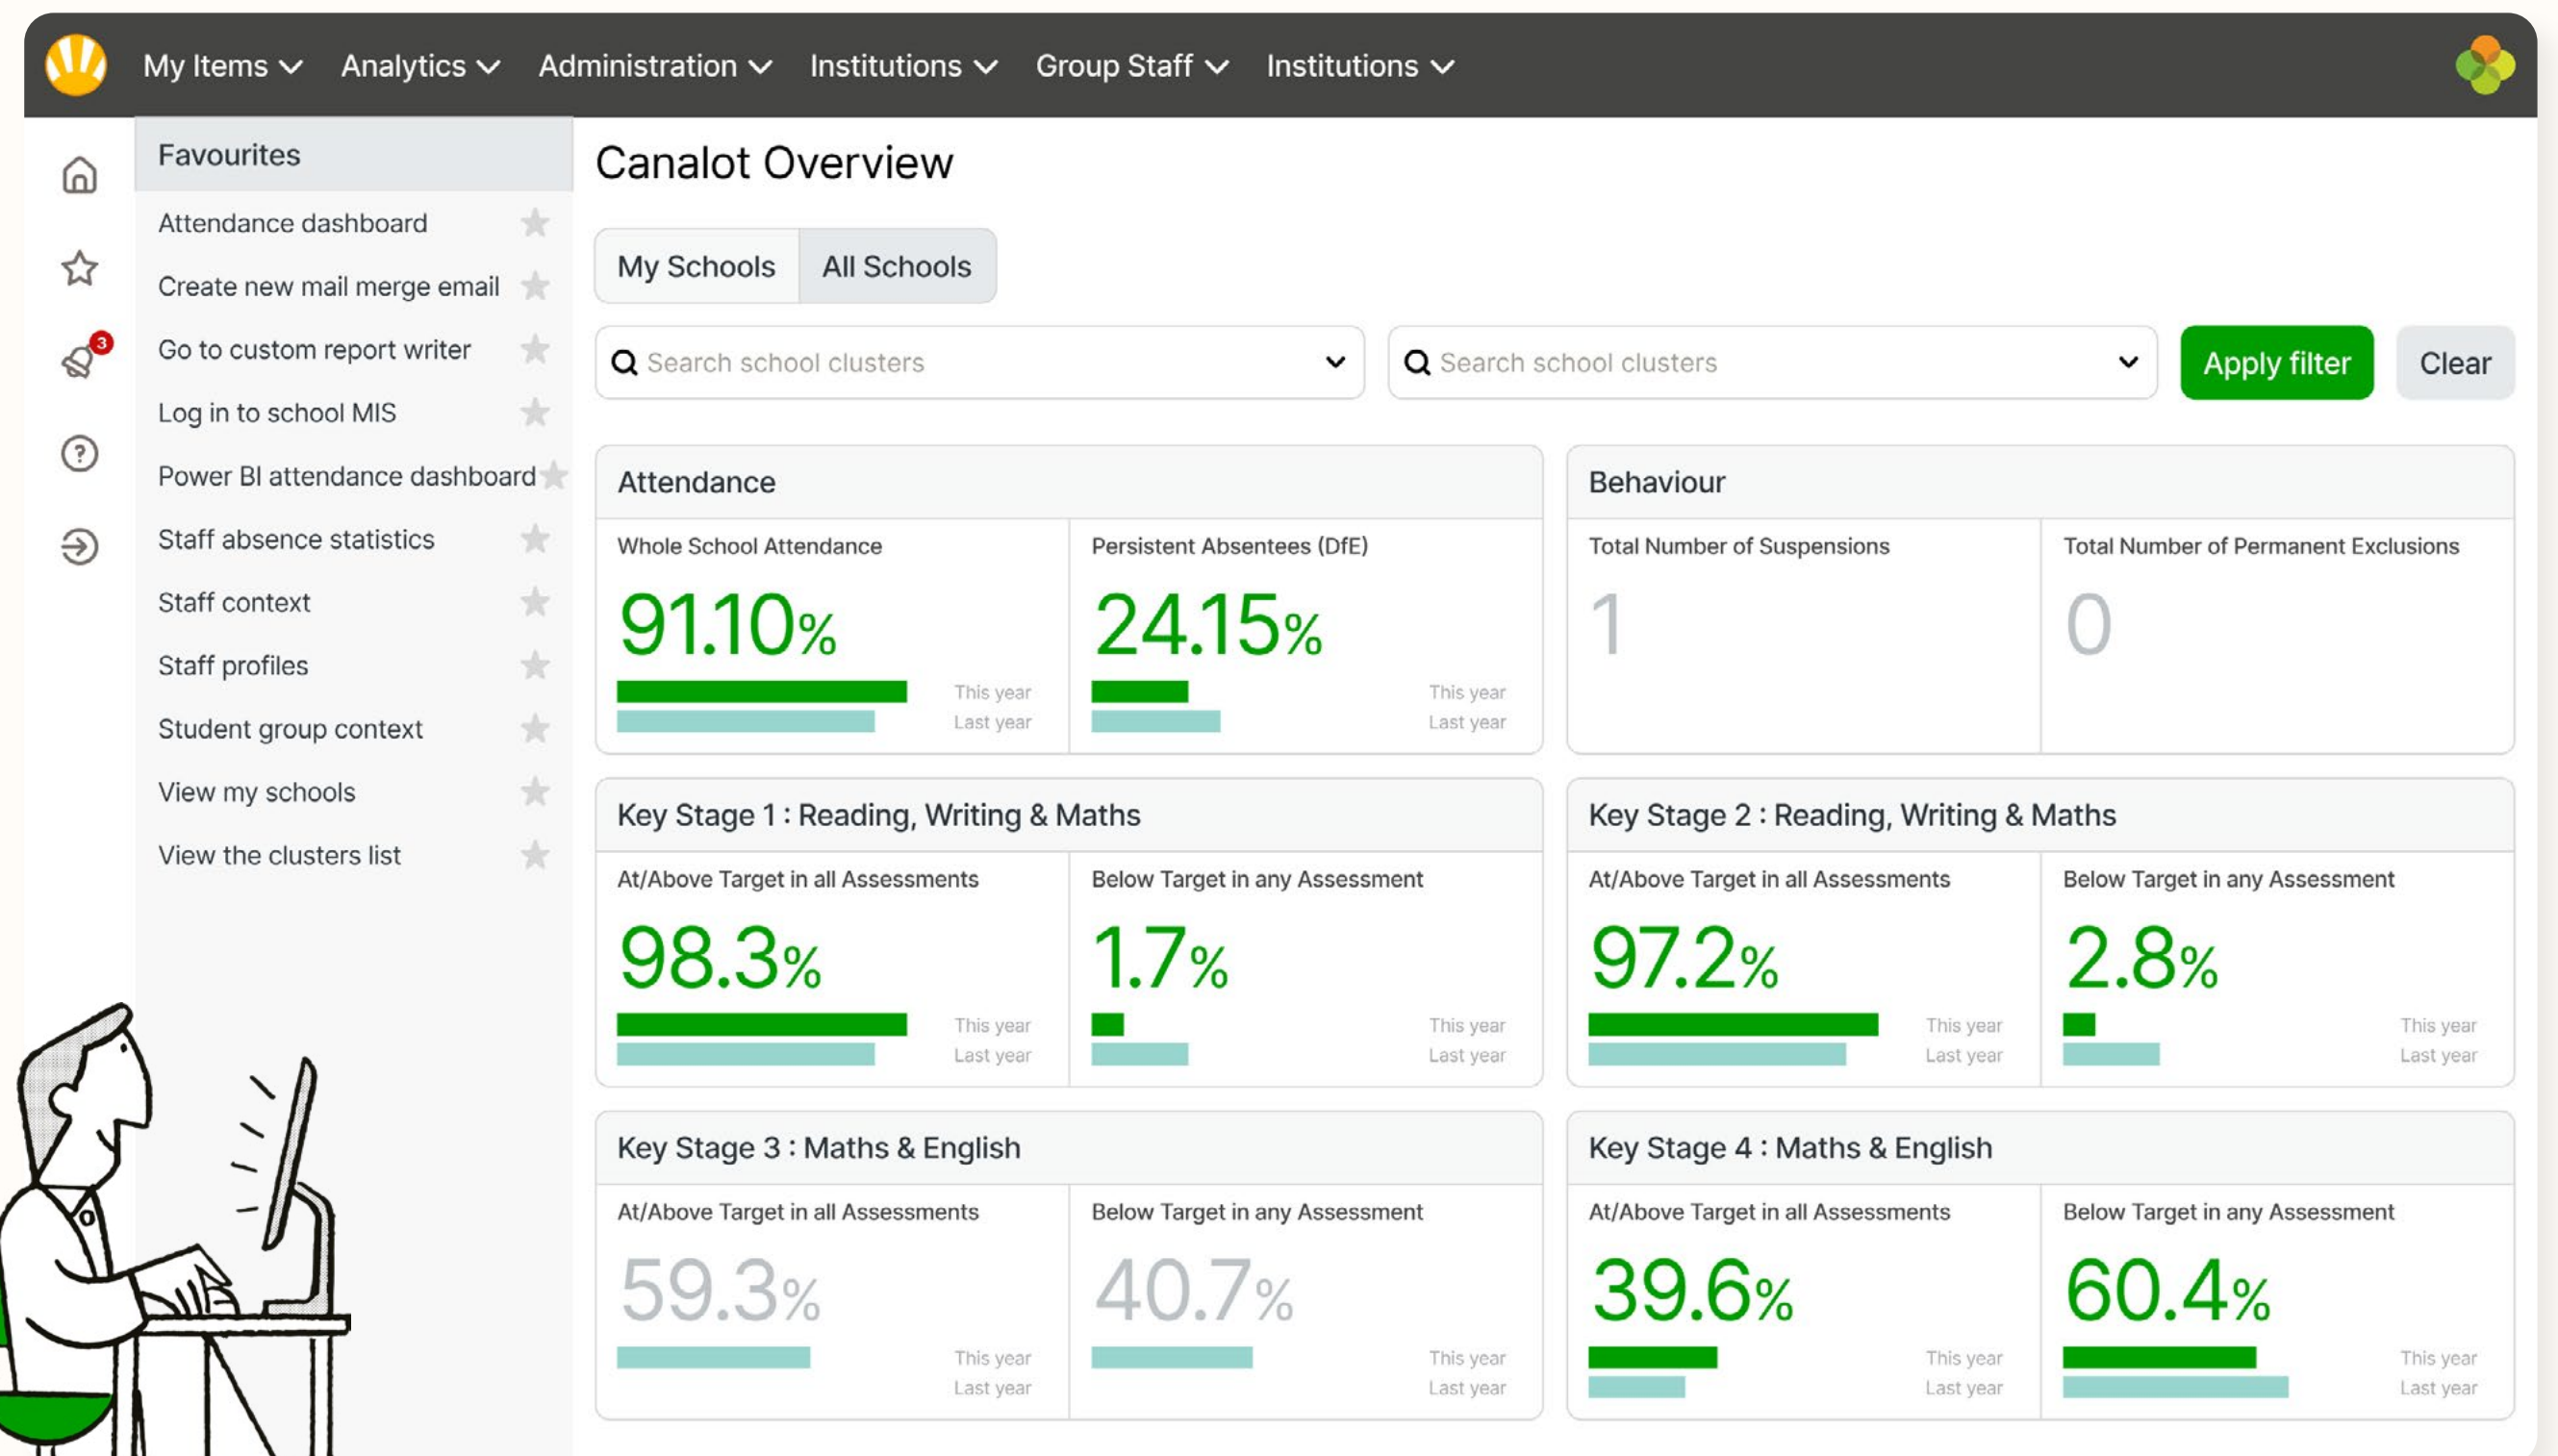 My Items Analytics Administration Institutions Group Staff Institutions
Favourites
Attendance dashboard
Create new mail merge email
3
Go to custom report writer
Log in to school MIS
?
Power BI attendance dashboard
Staff absence statistics
Staff context
Staff profiles
Student group context
View my schools
View the clusters list
Canalot Overview
My Schools All Schools
Search school clusters Search school clusters Apply filter Clear
Attendance
Whole School Attendance
91.10%
This year
Last year
Persistent Absentees (DfE)
24.15%
This year
Last year
Behaviour
Total Number of Suspensions
1
Total Number of Permanent Exclusions
0
Key Stage 1 : Reading, Writing & Maths
At/Above Target in all Assessments
98.3%
This year
Last year
Below Target in any Assessment
1.7%
This year
Last year
Key Stage 2 : Reading, Writing & Maths
At/Above Target in all Assessments
97.2%
This year
Last year
Below Target in any Assessment
2.8%
This year
Last year
Key Stage 3 : Maths & English
At/Above Target in all Assessments
59.3%
This year
Last year
Below Target in any Assessment
40.7%
This year
Last year
Key Stage 4 : Maths & English
At/Above Target in all Assessments
39.6%
This year
Last year
Below Target in any Assessment
60.4%
This year
Last year